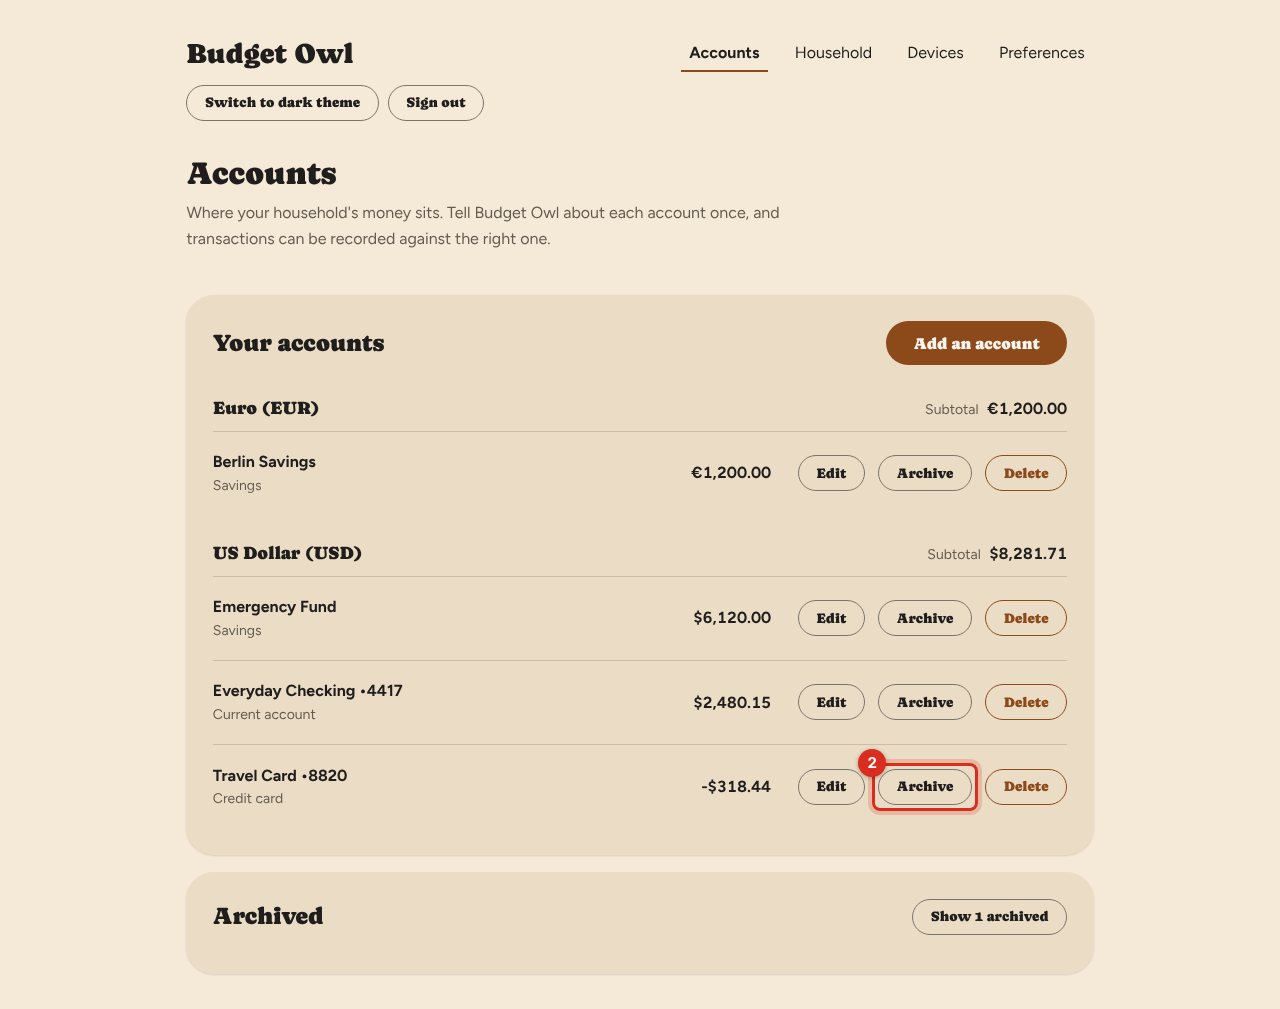 Budget Owl
Accounts Household Devices Preferences
Switch to dark theme Sign out
Accounts
Where your household's money sits. Tell Budget Owl about each account once, and
transactions can be recorded against the right one.
Your accounts Add an account
Euro (EUR) Subtotal €1,200.00
Berlin Savings
Savings
€1,200.00 Edit Archive Delete
US Dollar (USD) Subtotal $8,281.71
Emergency Fund
Savings
$6,120.00 Edit Archive Delete
Everyday Checking •4417
Current account
$2,480.15 Edit Archive Delete
Travel Card •8820
Credit card
-$318.44 Edit 2 Archive Delete
Archived Show 1 archived